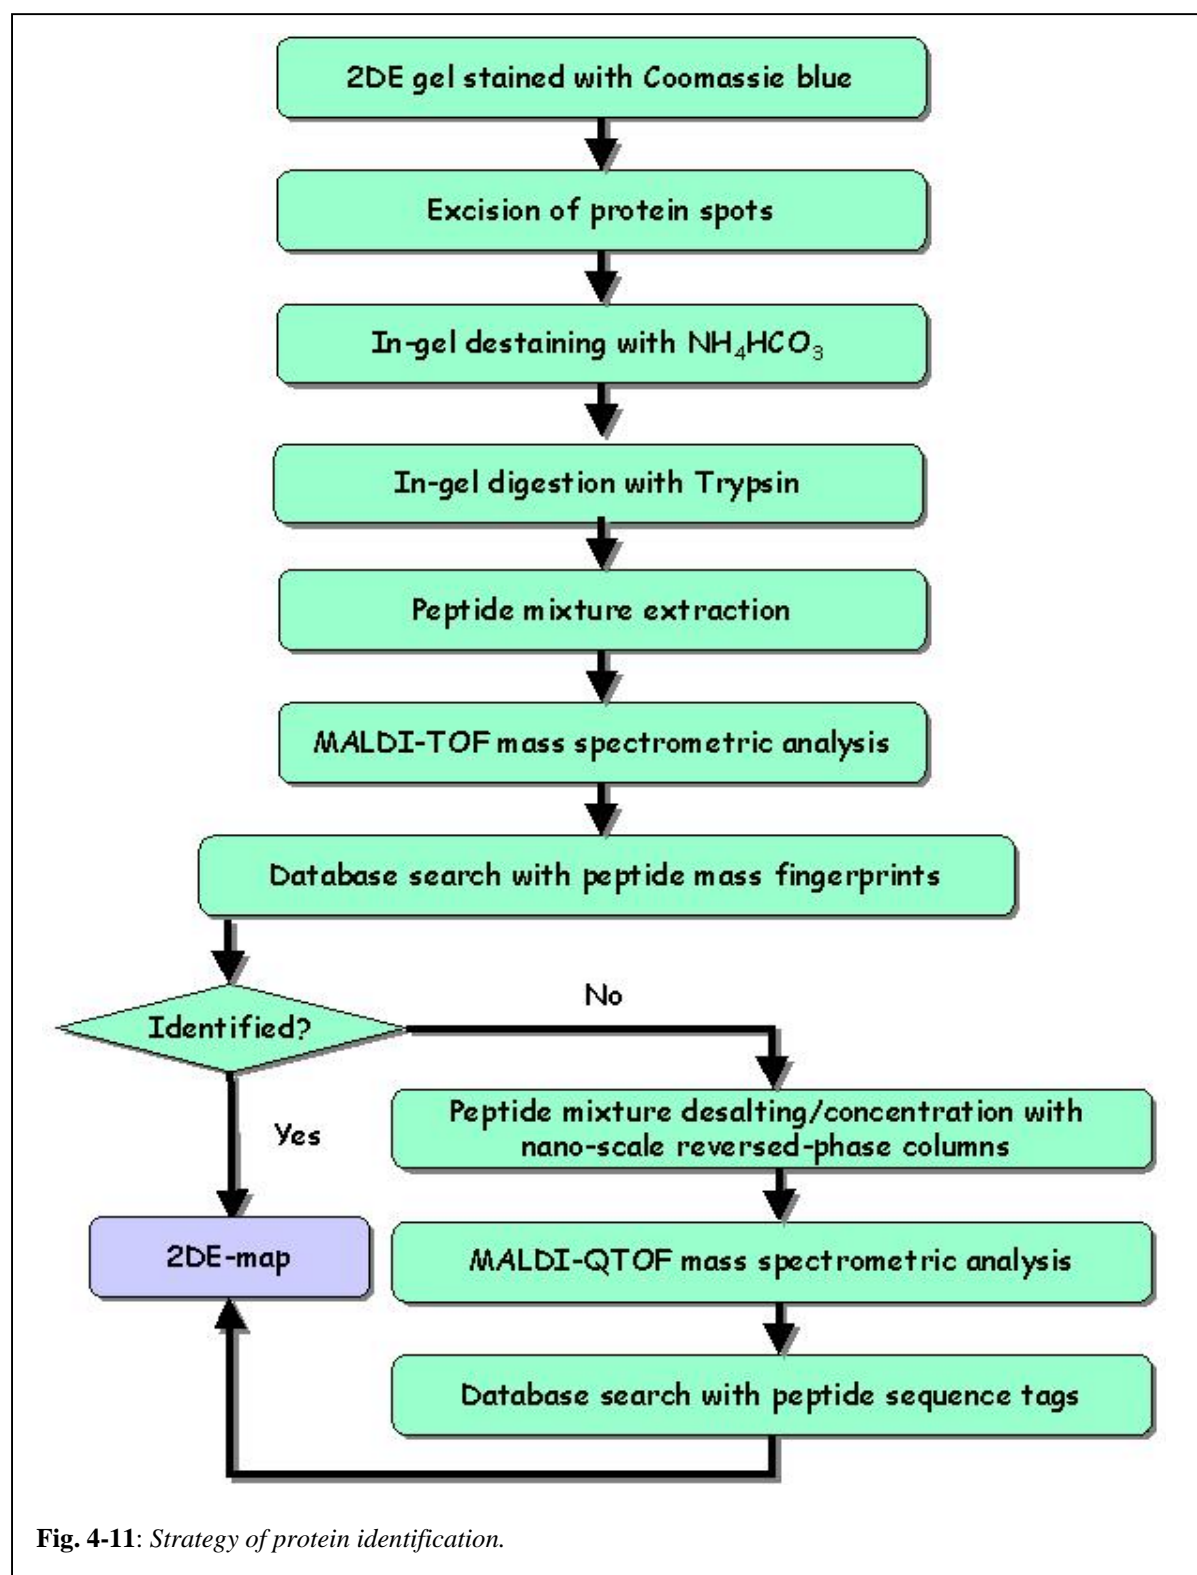 2DE gel stained with Coomassie blue
Excision of protein spots
In-gel destaining with NH₄HCO₃
In-gel digestion with Trypsin
Peptide mixture extraction
MALDI-TOF mass spectrometric analysis
Database search with peptide mass fingerprints
Identified?
No
Yes
Peptide mixture desalting/concentration with
nano-scale reversed-phase columns
2DE-map
MALDI-QTOF mass spectrometric analysis
Database search with peptide sequence tags
Fig. 4-11: Strategy of protein identification.